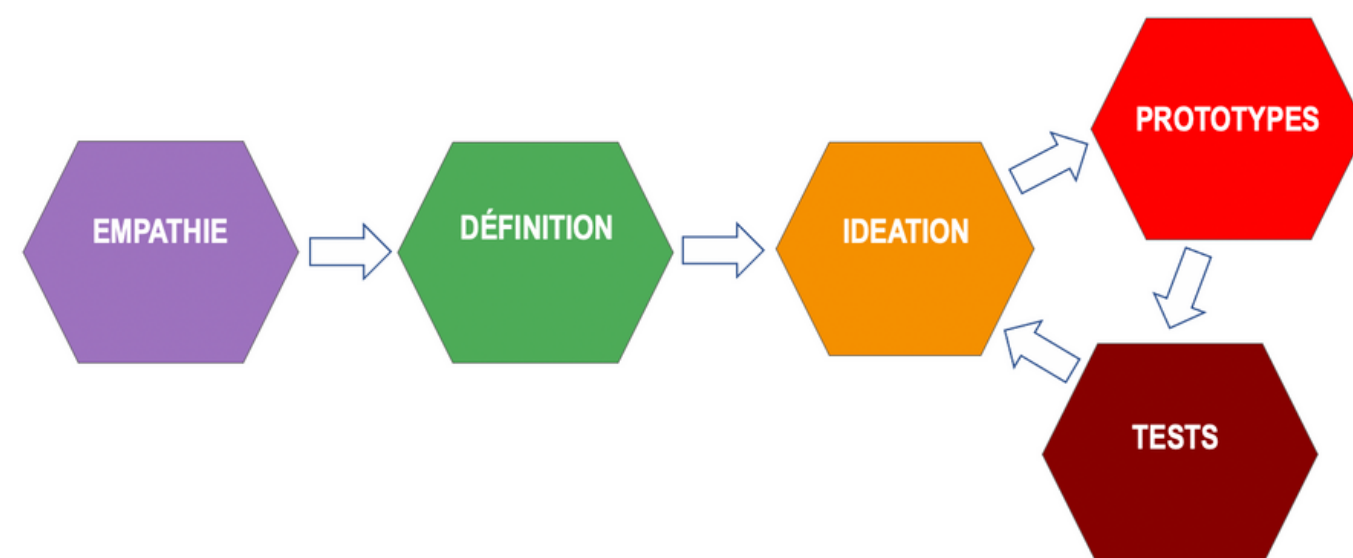 EMPATHIE
DÉFINITION
IDEATION
PROTOTYPES
TESTS